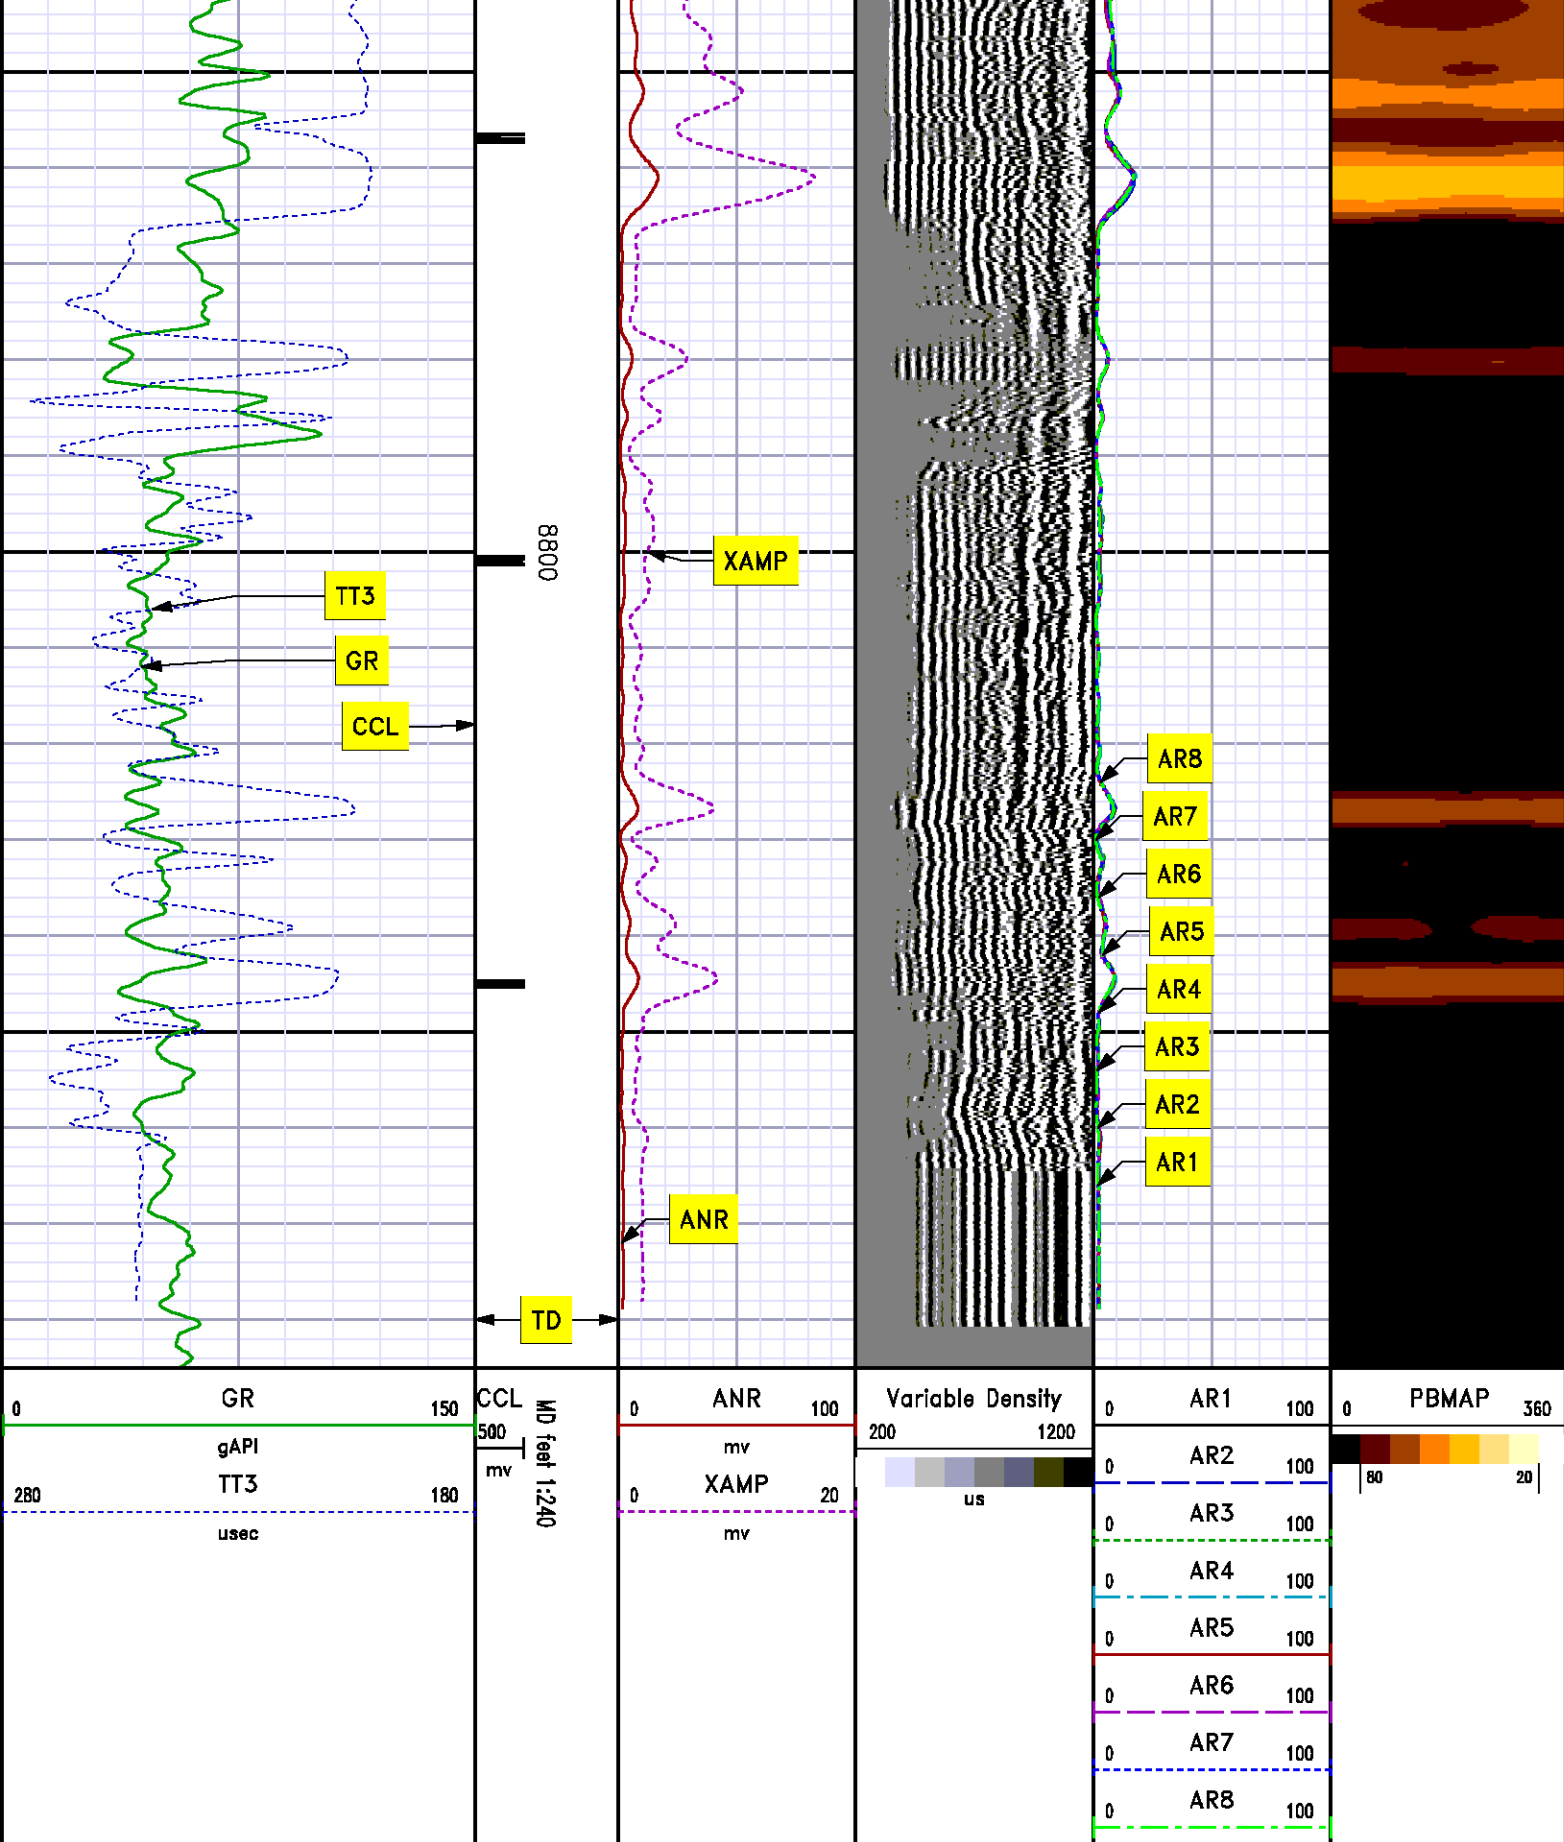 8800
XAMP
TT3
GR
CCL
AR8
AR7
AR6
AR5
AR4
AR3
AR2
AR1
ANR
TD
0 GR 150
gAPI
280 TT3 180
usec
CCL
500
mv
MD feet 1:240
0 ANR 100
mv
0 XAMP 20
mv
Variable Density
200 1200
us
0 AR1 100
0 AR2 100
0 AR3 100
0 AR4 100
0 AR5 100
0 AR6 100
0 AR7 100
0 AR8 100
0 PBMAP 360
80 20